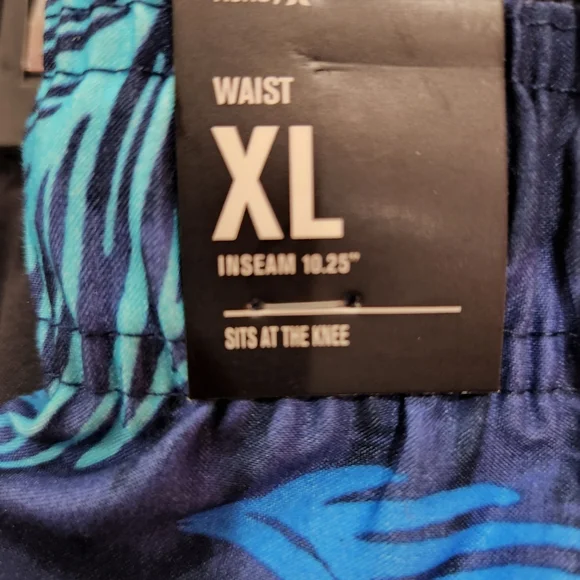 WAIST
XL
INSEAM 10.25"
SITS AT THE KNEE